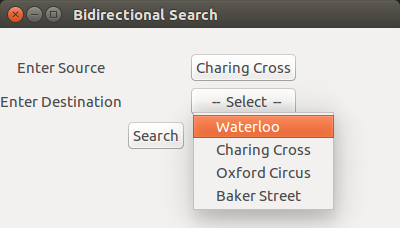 Bidirectional Search
Enter Source
Charing Cross
Enter Destination
-- Select --
Search
Waterloo
Charing Cross
Oxford Circus
Baker Street